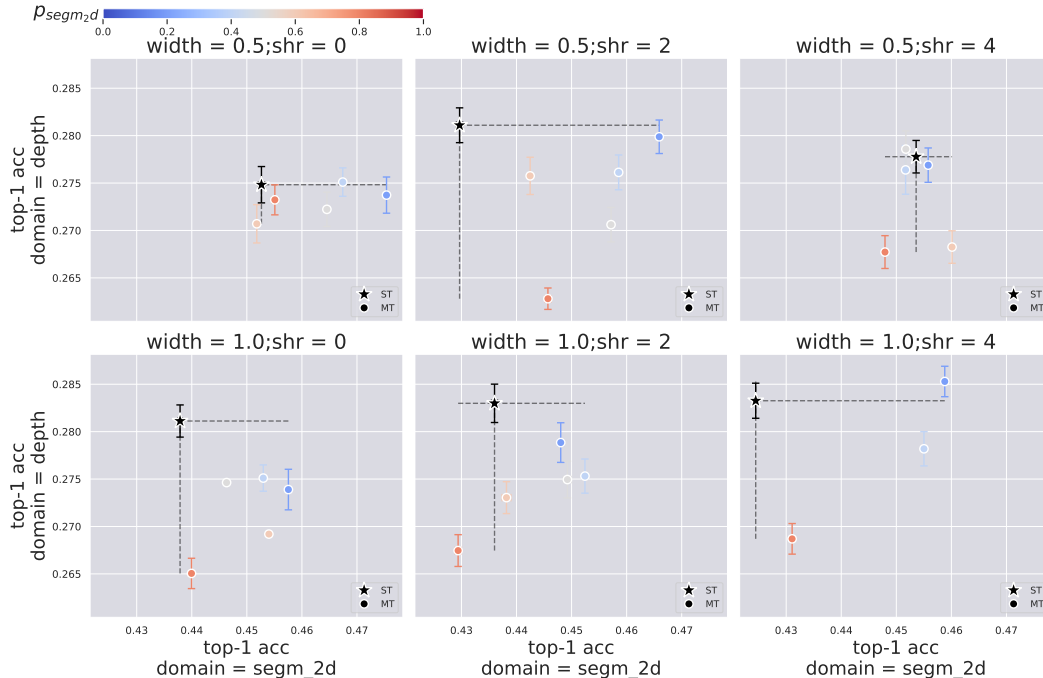 p_segm_2d
0.0 0.2 0.4 0.6 0.8 1.0
width = 0.5;shr = 0
width = 0.5;shr = 2
width = 0.5;shr = 4
0.285
0.280
0.275
0.270
0.265
top-1 acc
domain = depth
ST
MT
ST
MT
ST
MT
width = 1.0;shr = 0
width = 1.0;shr = 2
width = 1.0;shr = 4
0.285
0.280
0.275
0.270
0.265
top-1 acc
domain = depth
ST
MT
ST
MT
ST
MT
0.43 0.44 0.45 0.46 0.47
0.43 0.44 0.45 0.46 0.47
0.43 0.44 0.45 0.46 0.47
top-1 acc
domain = segm_2d
top-1 acc
domain = segm_2d
top-1 acc
domain = segm_2d